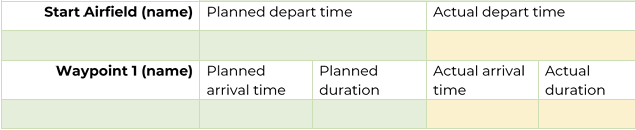 Start Airfield (name) Planned depart time Actual depart time
Waypoint 1 (name) Planned arrival time Planned duration Actual arrival time Actual duration